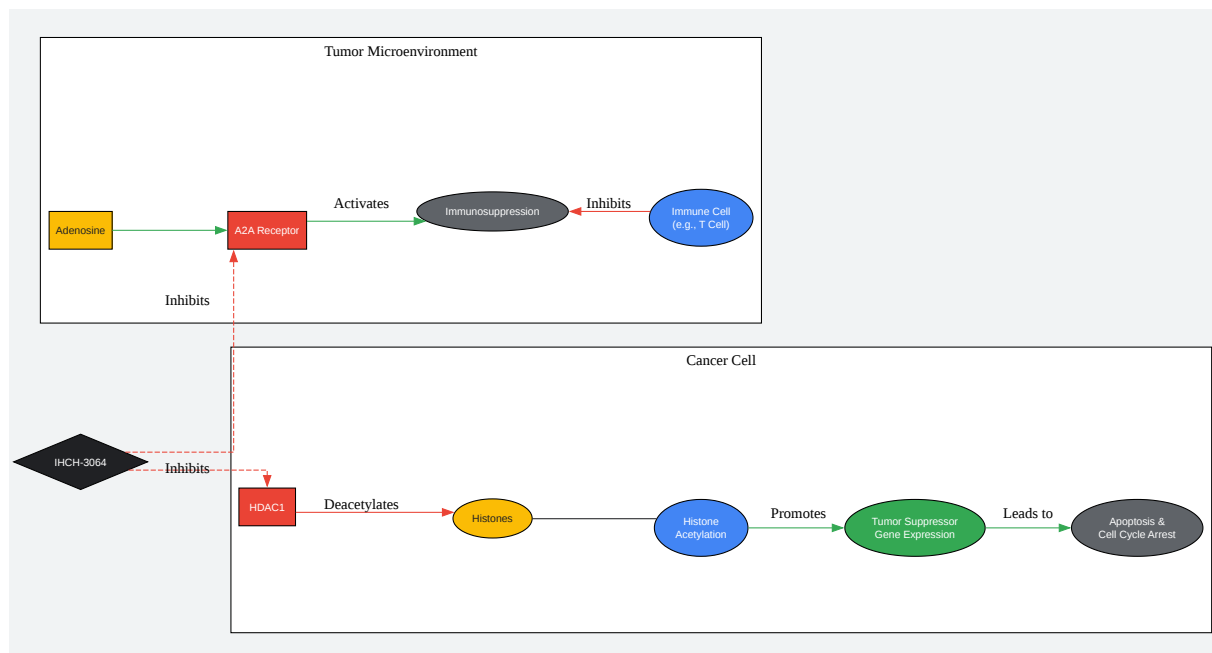 Tumor Microenvironment
Adenosine
A2A Receptor
Activates
Immunosuppression
Inhibits
Immune Cell
(e.g., T Cell)
Inhibits
Cancer Cell
IHCH-3064
Inhibits
HDAC1
Deacetylates
Histones
Histone
Acetylation
Promotes
Tumor Suppressor
Gene Expression
Leads to
Apoptosis &
Cell Cycle Arrest